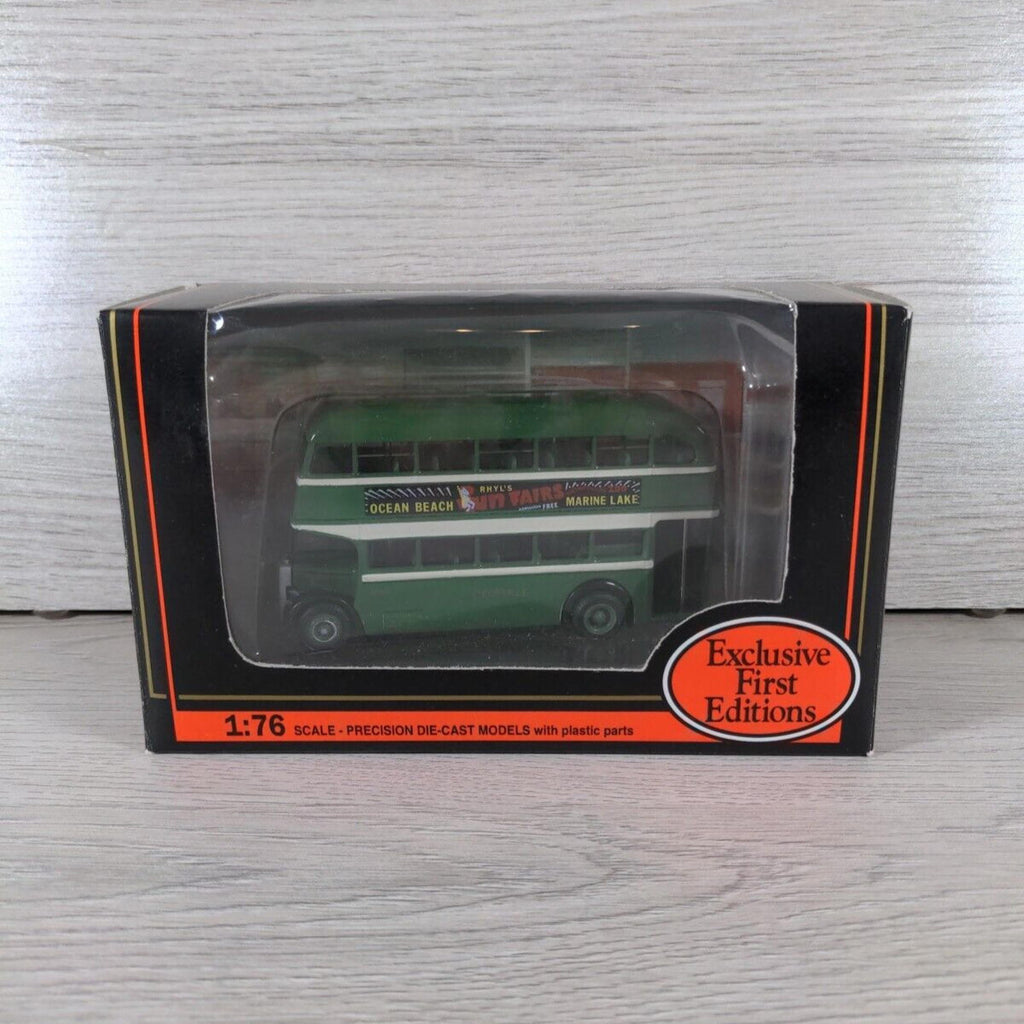 RHYL'S
OCEAN BEACH FUN FAIRS MARINE LAKE
ADMISSION FREE
Exclusive
First
Editions
1:76 SCALE - PRECISION DIE-CAST MODELS with plastic parts